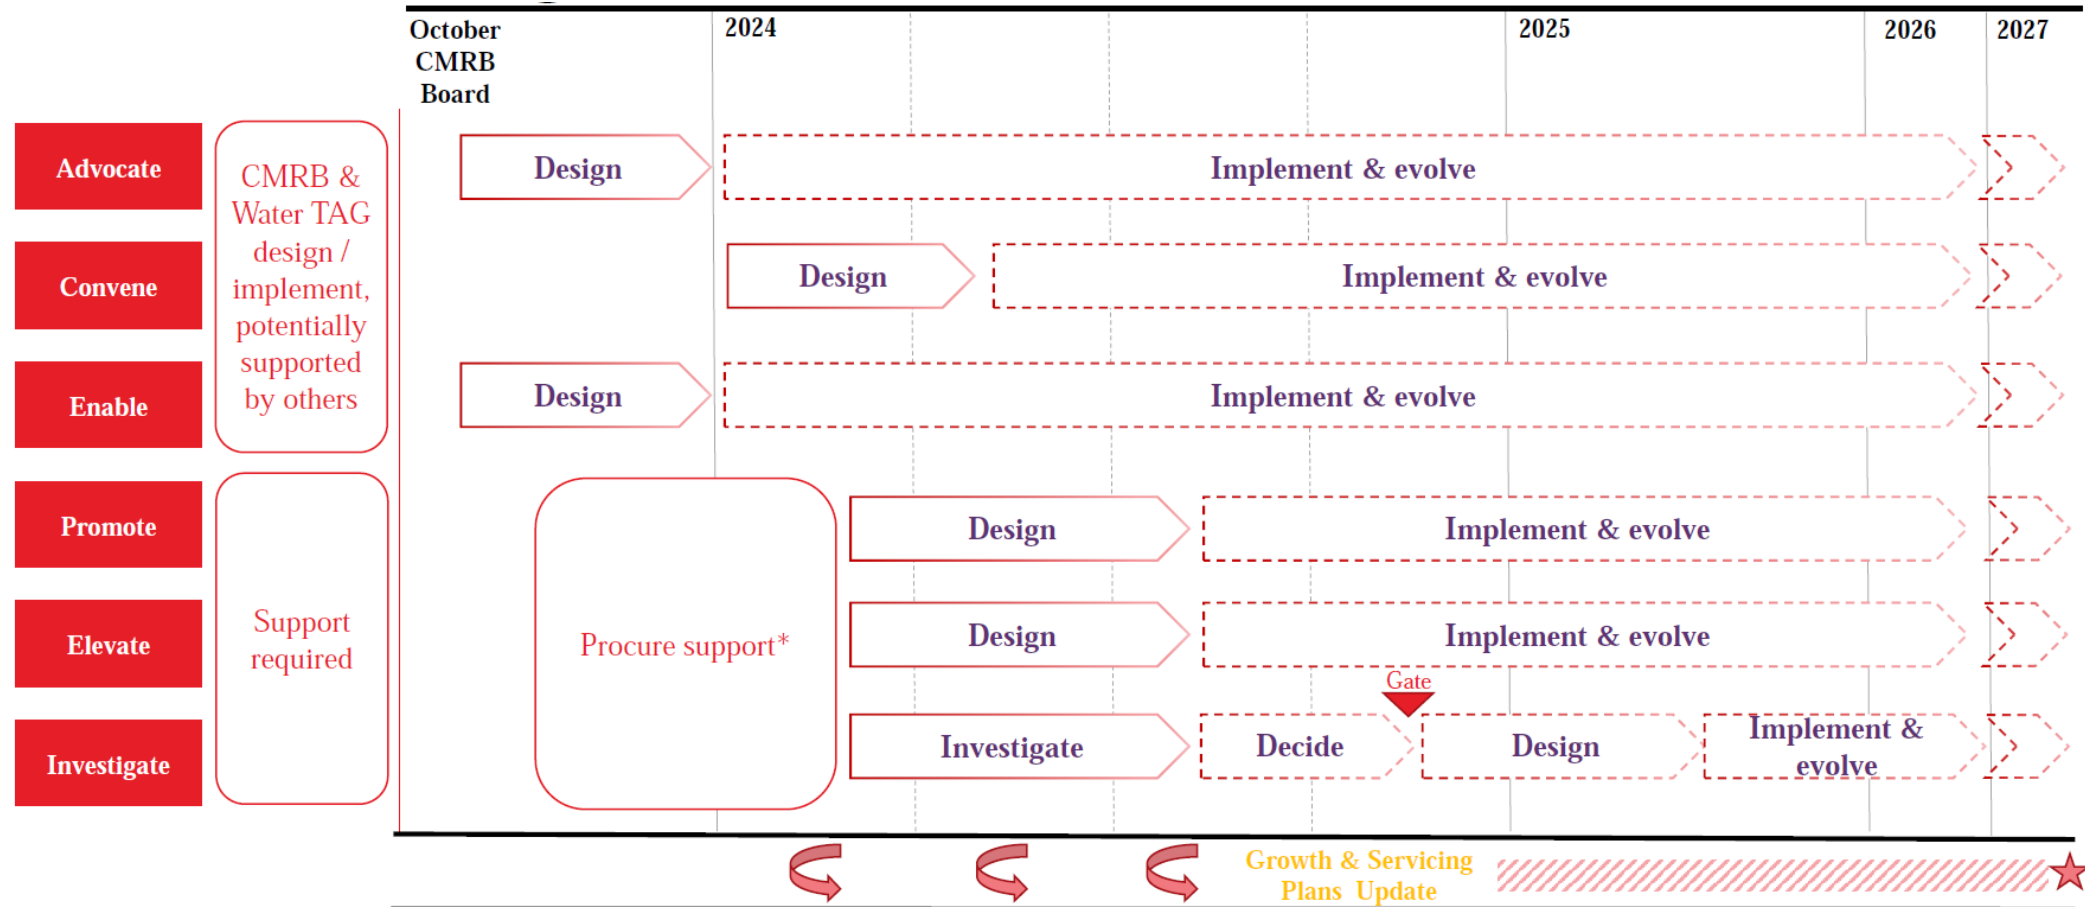 October
CMRB
Board
2024
2025
2026
2027
Advocate
CMRB &
Water TAG
design /
implement,
potentially
supported
by others
Design
Implement & evolve
Convene
Design
Implement & evolve
Enable
Design
Implement & evolve
Promote
Support
required
Procure support*
Design
Implement & evolve
Elevate
Design
Implement & evolve
Gate
Investigate
Investigate
Decide
Design
Implement &
evolve
Growth & Servicing
Plans Update